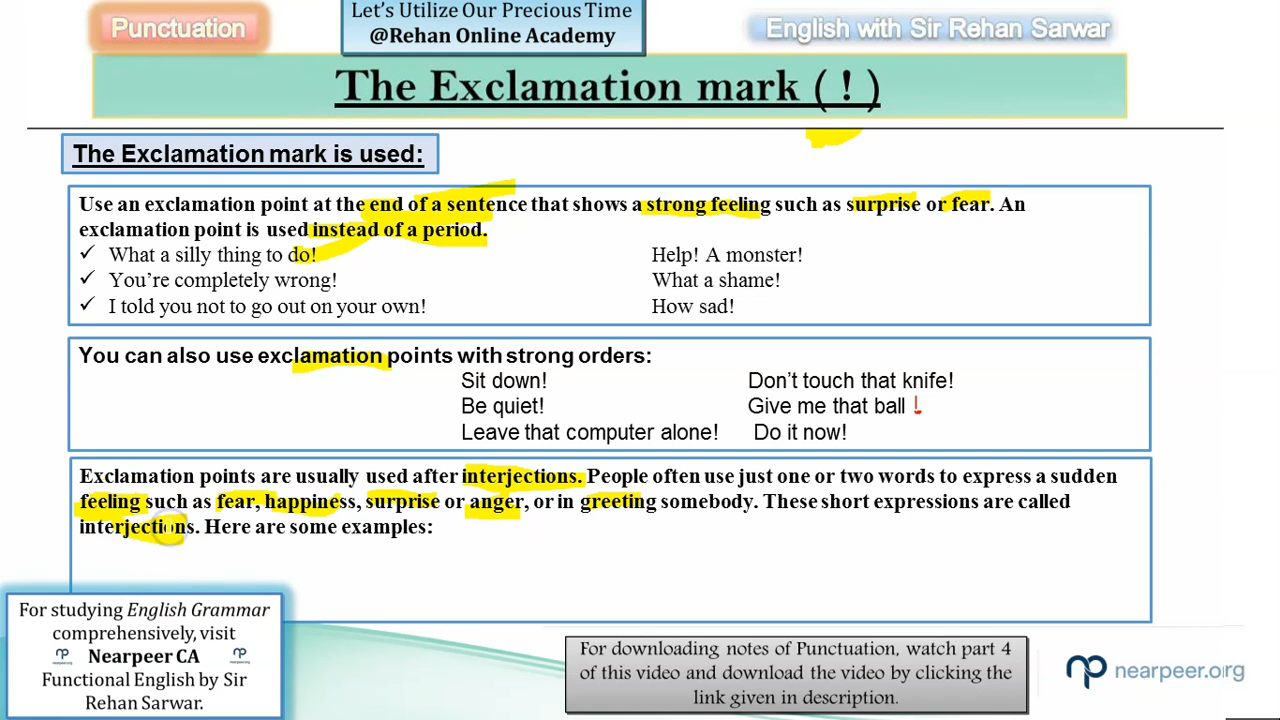 Punctuation
Let's Utilize Our Precious Time
@Rehan Online Academy
English with Sir Rehan Sarwar
The Exclamation mark ( ! )
The Exclamation mark is used:
Use an exclamation point at the end of a sentence that shows a strong feeling such as surprise or fear. An
exclamation point is used instead of a period.
✓ What a silly thing to do! Help! A monster!
✓ You're completely wrong! What a shame!
✓ I told you not to go out on your own! How sad!
You can also use exclamation points with strong orders:
Sit down! Don't touch that knife!
Be quiet! Give me that ball !
Leave that computer alone! Do it now!
Exclamation points are usually used after interjections. People often use just one or two words to express a sudden
feeling such as fear, happiness, surprise or anger, or in greeting somebody. These short expressions are called
interjections. Here are some examples:
For studying English Grammar
comprehensively, visit
Nearpeer CA
Functional English by Sir
Rehan Sarwar.
For downloading notes of Punctuation, watch part 4
of this video and download the video by clicking the
link given in description.
nearpeer.org